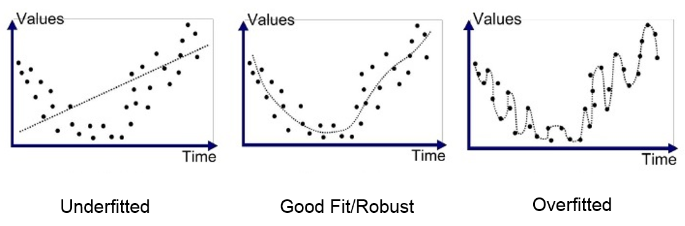 Values
Time
Underfitted
Values
Time
Good Fit/Robust
Values
Time
Overfitted